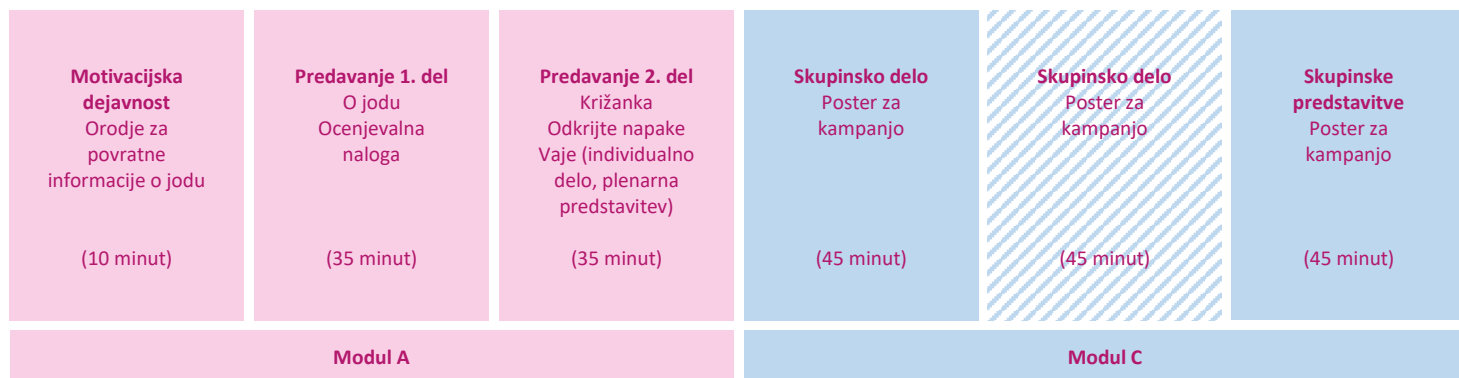 Motivacijska
dejavnost
Orodje za
povratne
informacije o jodu
(10 minut)
Predavanje 1. del
O jodu
Ocenjevalna
naloga
(35 minut)
Predavanje 2. del
Križanka
Odkrijte napake
Vaje (individualno
delo, plenarna
predstavitev)
(35 minut)
Skupinsko delo
Poster za
kampanjo
(45 minut)
Skupinsko delo
Poster za
kampanjo
(45 minut)
Skupinske
predstavitve
Poster za
kampanjo
(45 minut)
Modul A
Modul C